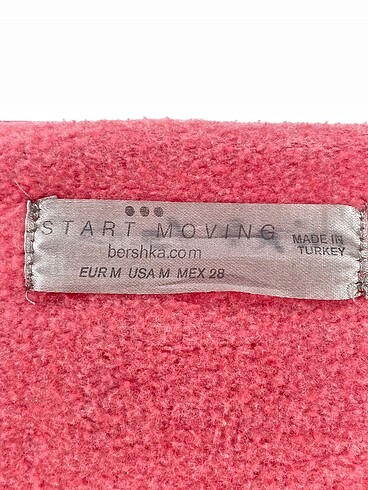 START MOVING
bershka.com
EUR M USA M MEX 28
MADE IN
TURKEY